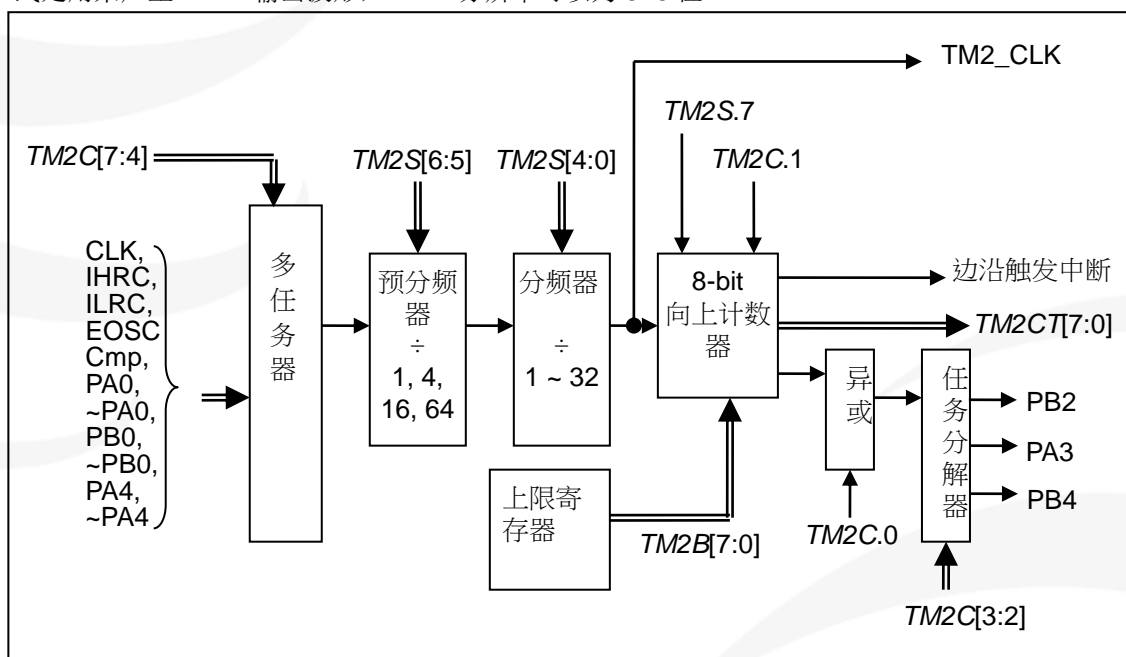 TM2_CLK
TM2S.7
TM2C[7:4]
TM2S[6:5]
TM2S[4:0]
TM2C.1
CLK,
IHRC,
ILRC,
EOSC
Cmp,
PA0,
~PA0,
PB0,
~PB0,
PA4,
~PA4
多
任
务
器
预分频
器
÷
1, 4,
16, 64
分频器
÷
1 ~ 32
8-bit
向上计数
器
边沿触发中断
TM2CT[7:0]
异
或
任
务
分
解
器
PB2
PA3
PB4
上限寄
存器
TM2B[7:0]
TM2C.0
TM2C[3:2]